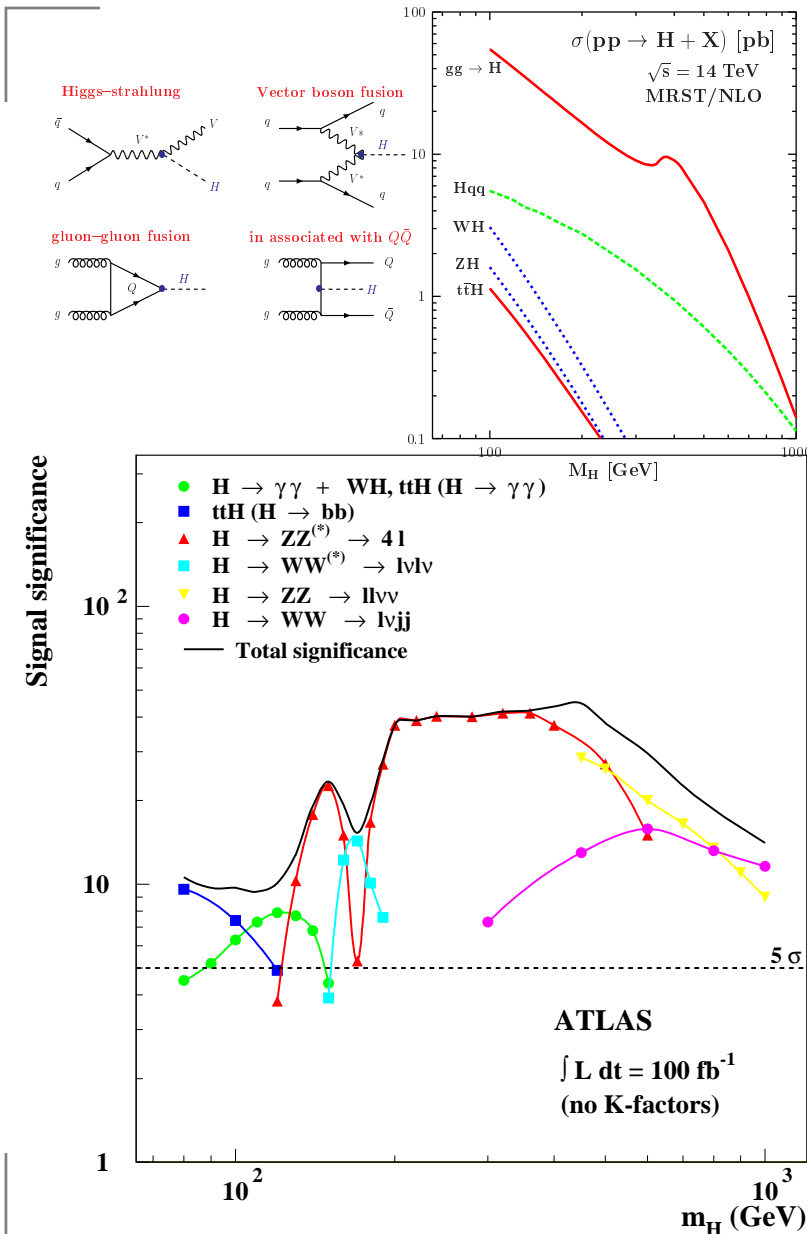 Higgs–strahlung
q̄
q
V*
V
H
Vector boson fusion
q
q
V*
V*
H
q
q
gluon–gluon fusion
g
g
Q
H
in associated with QQ̄
g
g
Q
H
Q̄
σ(pp → H + X) [pb]
√s = 14 TeV
MRST/NLO
gg → H
Hqq
WH
ZH
tt̄H
100
10
1
0.1
100
1000
M_H [GeV]
Signal significance
H → γγ + WH, ttH (H → γγ)
ttH (H → bb)
H → ZZ(*) → 4 l
H → WW(*) → lνlν
H → ZZ → llνν
H → WW → lνjj
Total significance
10²
10
1
5 σ
ATLAS
∫ L dt = 100 fb⁻¹
(no K-factors)
10²
10³
m_H (GeV)